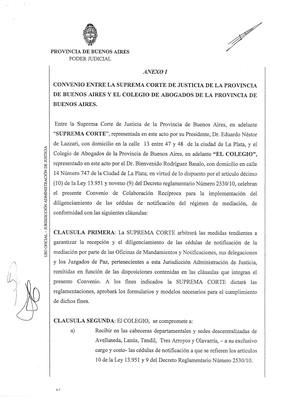 PROVINCIA DE BUENOS AIRES
PODER JUDICIAL
ANEXO I
CONVENIO ENTRE LA SUPREMA CORTE DE JUSTICIA DE LA PROVINCIA
DE BUENOS AIRES Y EL COLEGIO DE ABOGADOS DE LA PROVINCIA DE
BUENOS AIRES.
Entre la Suprema Corte de Justicia de la Provincia de Buenos Aires, en adelante
"SUPREMA CORTE", representada en este acto por su Presidente, Dr. Eduardo Néstor
de Lazzari, con domicilio en la calle 13 entre 47 y 48 de la Ciudad de La Plata; y el
Colegio de Abogados de la Provincia de Buenos Aires, en adelante "EL COLEGIO",
representado en este acto por el Dr. Bienvenido Rodríguez Basalo, con domicilio en calle
14 Número 747 de la Ciudad de La Plata; en virtud de lo dispuesto por el artículo décimo
(10) de la Ley 13.951 y noveno (9) del Decreto reglamentario Número 2530/10, celebran
el presente Convenio de Colaboración Recíproca para la implementación del
diligenciamiento de las cédulas de notificación del régimen de mediación, de
conformidad con las siguientes cláusulas:
CLAUSULA PRIMERA: La SUPREMA CORTE arbitrará las medidas tendientes a
garantizar la recepción y el diligenciamiento de las cédulas de notificación de la
mediación por parte de las Oficinas de Mandamientos y Notificaciones, sus delegaciones
y los Juzgados de Paz, pertenecientes a esta Jurisdicción Administración de Justicia,
remitidas en función de las disposiciones contenidas en las cláusulas que integran el
presente Convenio. A los fines indicados la SUPREMA CORTE dictará las
reglamentaciones, aprobará los formularios y modelos necesarios para el cumplimiento
de dichos fines.
CLAUSULA SEGUNDA: El COLEGIO, se compromete a:
a) Recibir en las cabeceras departamentales y sedes descentralizadas de
Avellaneda, Lanús, Tandil, Tres Arroyos y Olavarría, – a su exclusivo
cargo y costo- las cédulas de notificación a que se refieren los artículos
10 de la Ley 13.951 y 9 del Decreto Reglamentario Número 2530/10.
USO OFICIAL – JURISDICCIÓN ADMINISTRACIÓN DE JUSTICIA